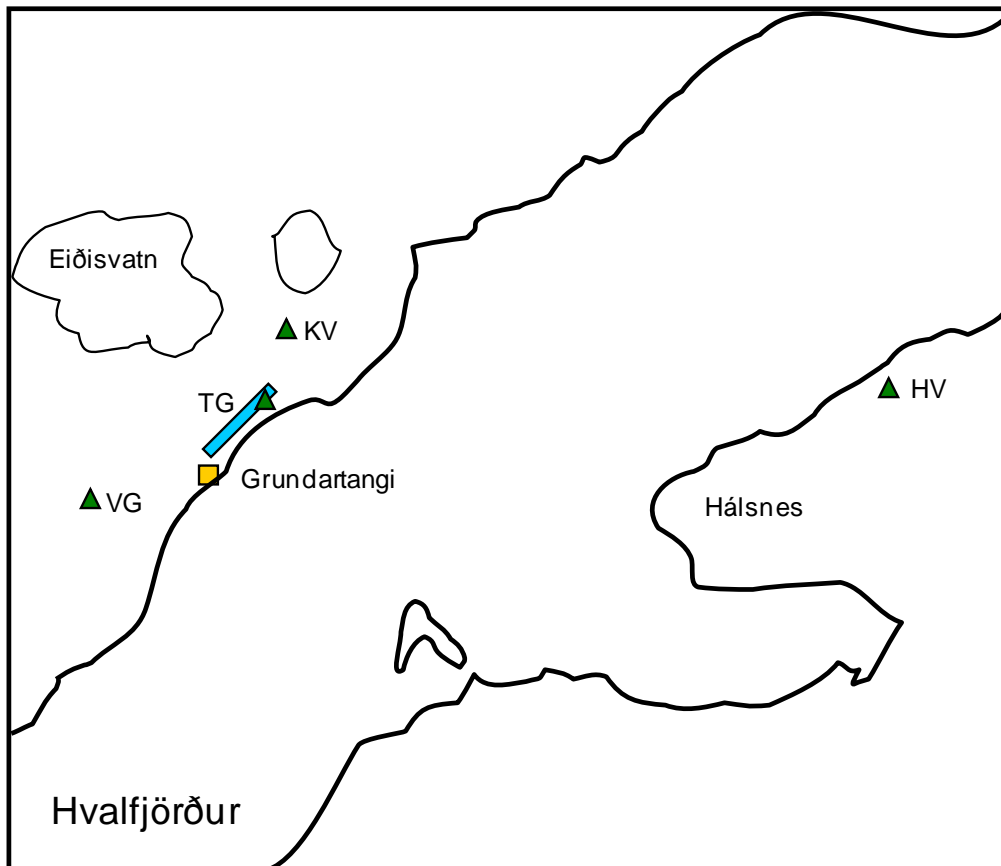 Eiðisvatn
KV
TG
HV
Grundartangi
VG
Hálsnes
Hvalfjörður